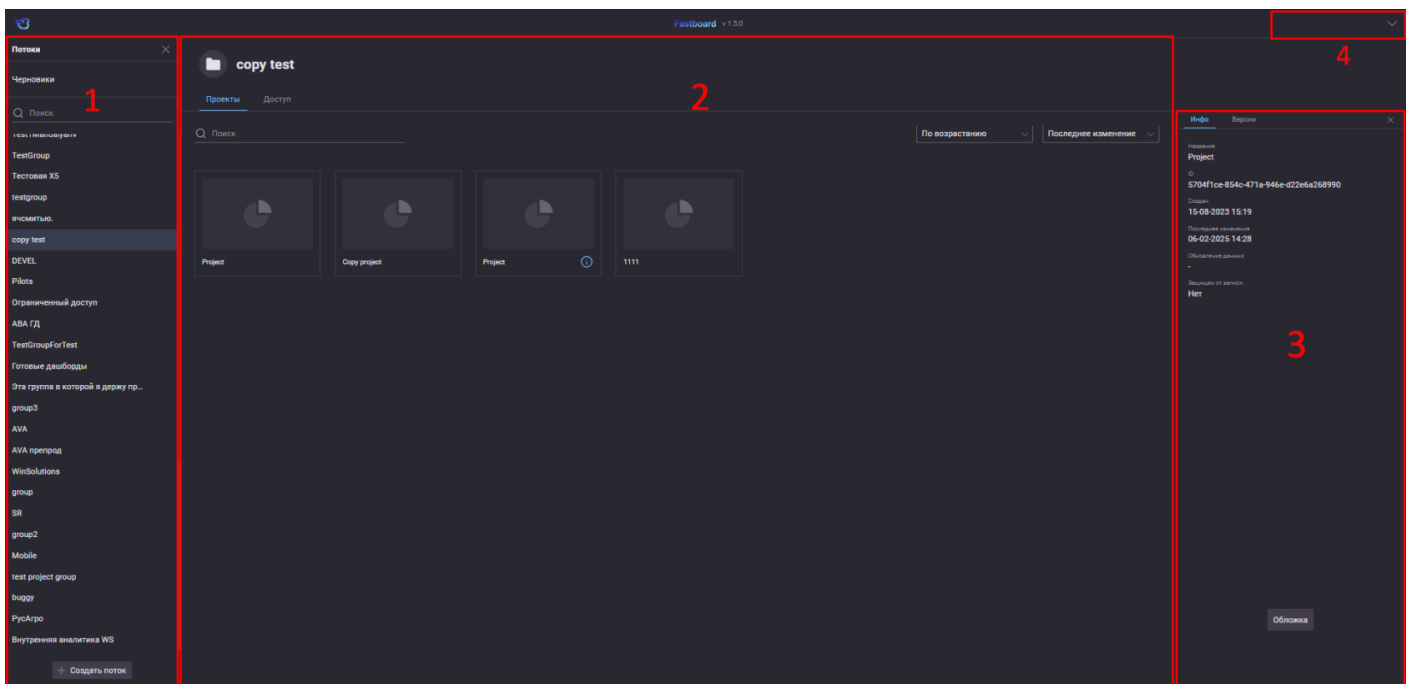 Fastboard v 1.5.0
4
Потоки
Черновики
1
Поиск
TestGroup
Тестовая X5
testgroup
ячсмитью.
copy test
DEVEL
Pilots
Ограниченный доступ
АВА ГД
TestGroupForTest
Готовые дашборды
Эта группа в которой я держу пр...
group3
AVA
AVA препрод
WinSolutions
group
SR
group2
Mobile
test project group
buggy
РусАгро
Внутренняя аналитика WS
Создать поток
copy test
2
Проекты Доступ
Поиск
По возрастанию Последнее изменение
Project Copy project Project 1111
Инфо Версии
Название
Project
ID
5704f1ce-854c-471a-946e-d22e6a268990
Создан
15-08-2023 15:19
Последнее изменение
06-02-2025 14:28
Обновление данных
-
Защищен от записи
Нет
3
Обложка